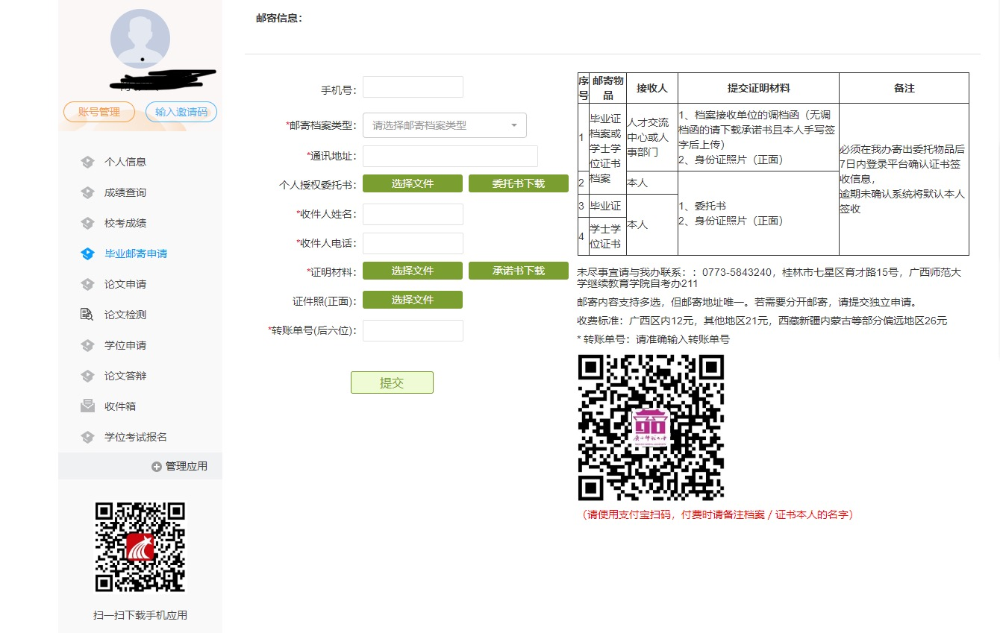 账号管理
输入邀请码
个人信息
成绩查询
校考成绩
毕业邮寄申请
论文申请
论文检测
学位申请
论文答辩
收件箱
学位考试报名
管理应用
扫一扫下载手机应用
邮寄信息：
手机号：
*邮寄档案类型：
请选择邮寄档案类型
*通讯地址：
个人授权委托书：
选择文件
委托书下载
*收件人姓名：
*收件人电话：
*证明材料：
选择文件
承诺书下载
证件照(正面)：
选择文件
*转账单号(后六位)：
提交
序
号
邮寄物
品
接收人
提交证明材料
备注
1
毕业证
档案或
学士学
位证书
档案
人才交流
中心或人
事部门
1、档案接收单位的调档函（无调
档函的请下载承诺书且本人手写签
字后上传）
2、身份证照片（正面）
必须在我办寄出委托物品后
7日内登录平台确认证书签
收信息，
逾期未确认系统将默认本人
签收
2
本人
1、委托书
2、身份证照片（正面）
3
毕业证
本人
4
学士学
位证书
未尽事宜请与我办联系：：0773-5843240，桂林市七星区育才路15号，广西师范大
学继续教育学院自考办211
邮寄内容支持多选，但邮寄地址唯一。若需要分开邮寄，请提交独立申请。
收费标准：广西区内12元，其他地区21元，西藏新疆内蒙古等部分偏远地区26元
* 转账单号：请准确输入转账单号
（请使用支付宝扫码，付费时请备注档案 / 证书本人的名字）